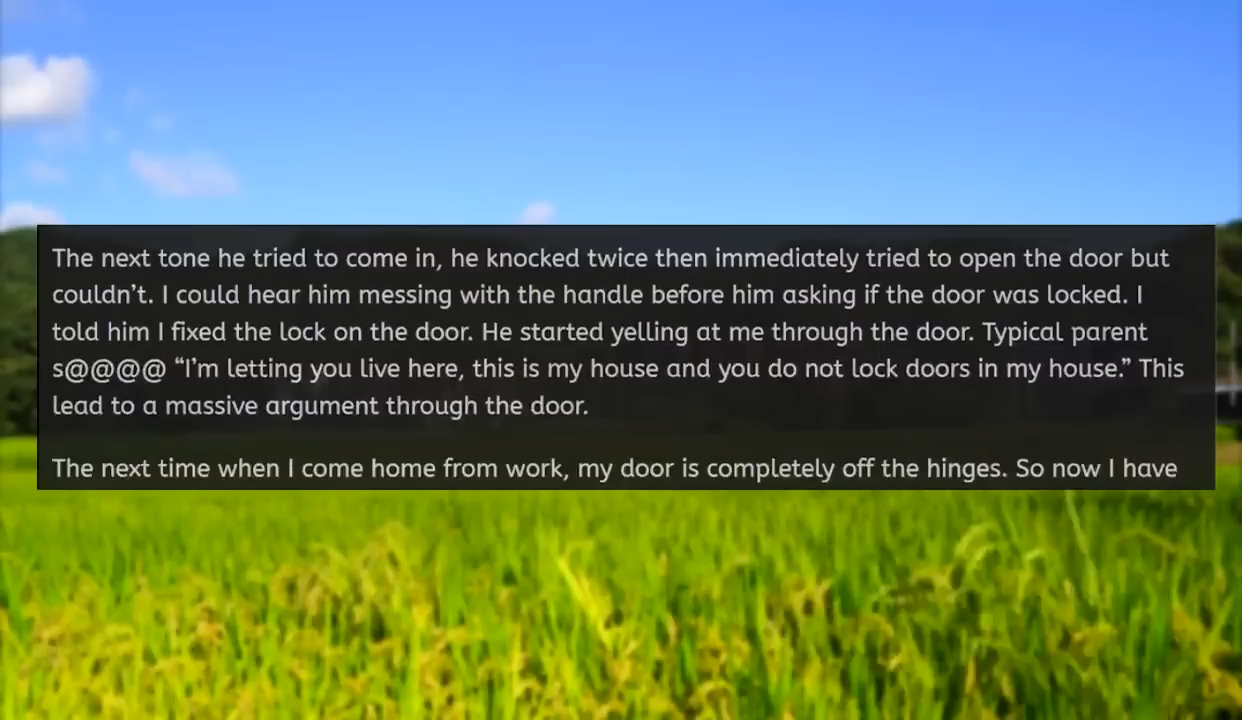 The next tone he tried to come in, he knocked twice then immediately tried to open the door but
couldn’t. I could hear him messing with the handle before him asking if the door was locked. I
told him I fixed the lock on the door. He started yelling at me through the door. Typical parent
s@@@@ “I’m letting you live here, this is my house and you do not lock doors in my house.” This
lead to a massive argument through the door.
The next time when I come home from work, my door is completely off the hinges. So now I have